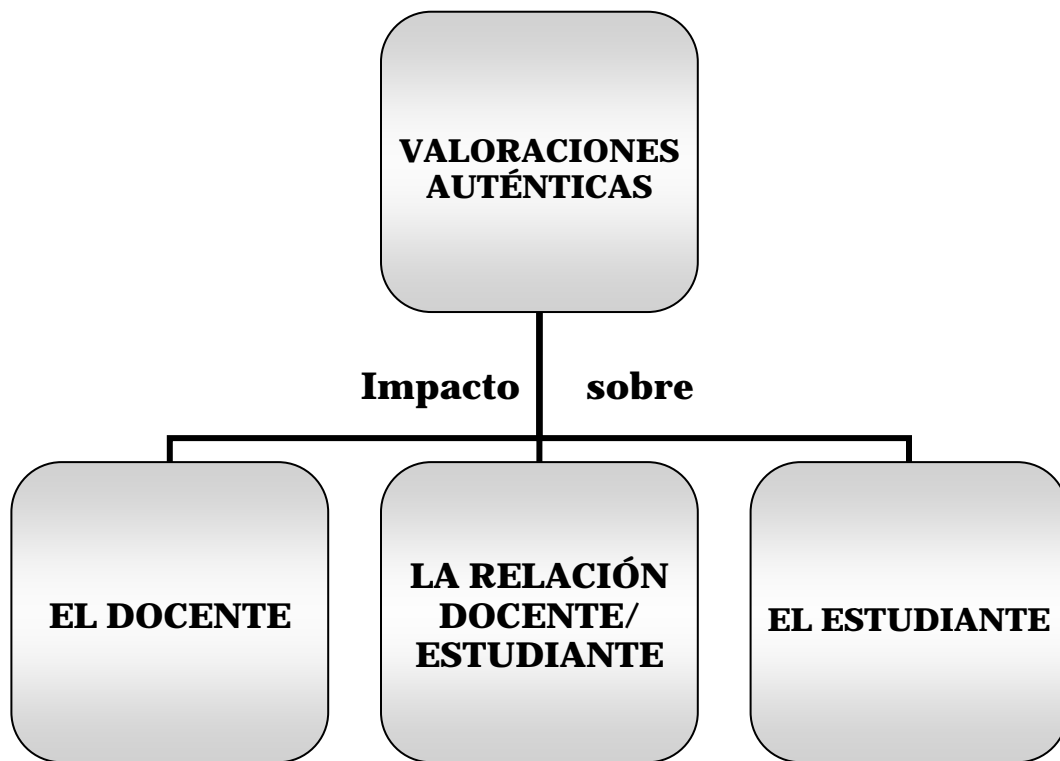 VALORACIONES
AUTÉNTICAS
Impacto sobre
EL DOCENTE
LA RELACIÓN
DOCENTE/
ESTUDIANTE
EL ESTUDIANTE